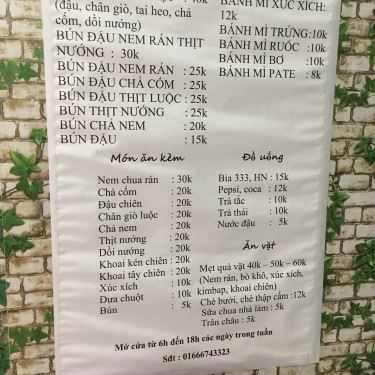 (đậu, chân giò, tai heo, chả
cốm, dồi nướng)
BÚN ĐẬU NEM RÁN THỊT
NƯỚNG : 30k
BÚN ĐẬU NEM RÁN : 25k
BÚN ĐẬU CHẢ CỐM : 25k
BÚN ĐẬU THỊT LUỘC : 25k
BÚN THỊT NƯỚNG : 25k
BÚN CHẢ NEM : 20k
BÚN ĐẬU : 15k
BÁNH MÌ XÚC XÍCH:
12k
BÁNH MÌ TRỨNG:10k
BÁNH MÌ RUỐC :10k
BÁNH MÌ BƠ :10k
BÁNH MÌ PATE : 8k
Món ăn kèm
Nem chua rán : 30k
Chả cốm : 20k
Đậu chiên : 20k
Chân giò luộc : 20k
Chả nem : 20k
Thịt nướng : 20k
Dồi nướng : 20k
Khoai kén chiên : 20k
Khoai tây chiên : 20k
Xúc xích : 10k
Dưa chuột : 10k
Bún : 5k
Đồ uống
Bia 333, HN : 15k
Pepsi, coca : 12k
Trà tắc : 10k
Trà thái : 10k
Nước đậu : 5k
Ăn vặt
Mẹt quà vặt 40k – 50k – 60k
(Nem rán, bò khô, xúc xích,
kimbap, khoai chiên)
Chè bưởi, chè thập cẩm :12k
Sữa chua nhà làm : 5k
Trân châu : 5k
Mở cửa từ 6h đến 18h các ngày trong tuần
Sđt : 01666743323